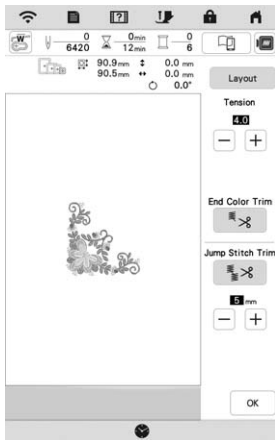 W
0
6420
0min
12min
0
6
90.9mm
90.5mm
0.0 mm
0.0 mm
0.0°
Layout
Tension
4.0
End Color Trim
Jump Stitch Trim
5 mm
OK